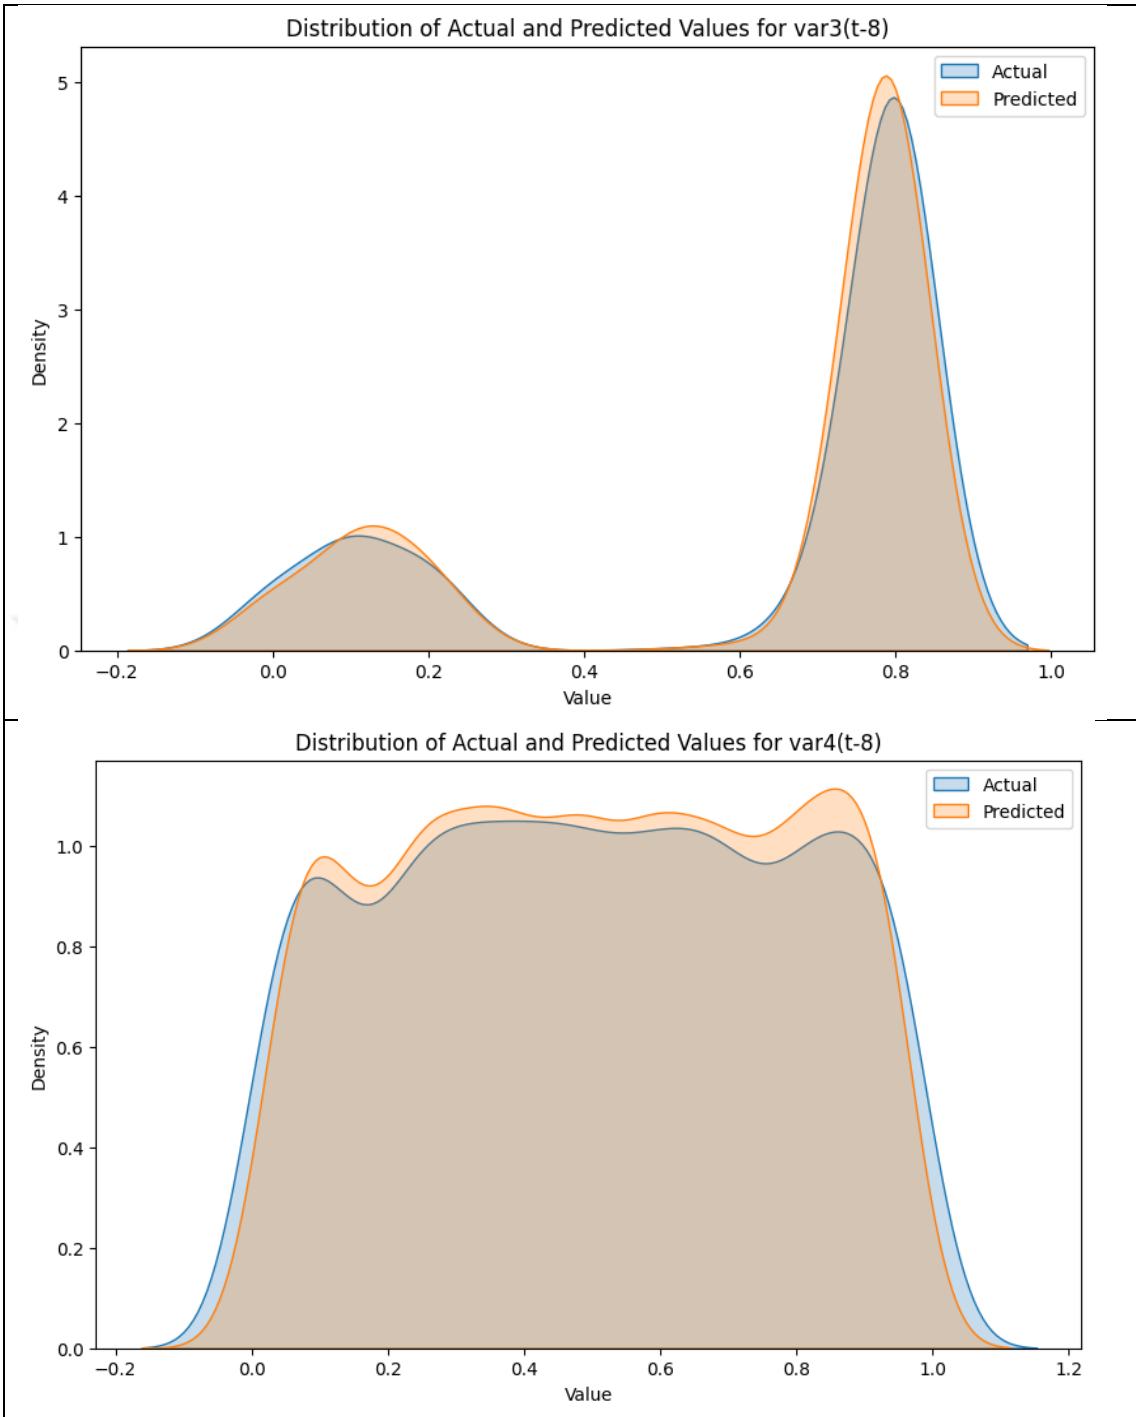 Distribution of Actual and Predicted Values for var3(t-8)
Actual
Predicted
5
4
3
2
1
0
Density
−0.2 0.0 0.2 0.4 0.6 0.8 1.0
Value
Distribution of Actual and Predicted Values for var4(t-8)
Actual
Predicted
1.0
0.8
0.6
0.4
0.2
0.0
Density
−0.2 0.0 0.2 0.4 0.6 0.8 1.0 1.2
Value